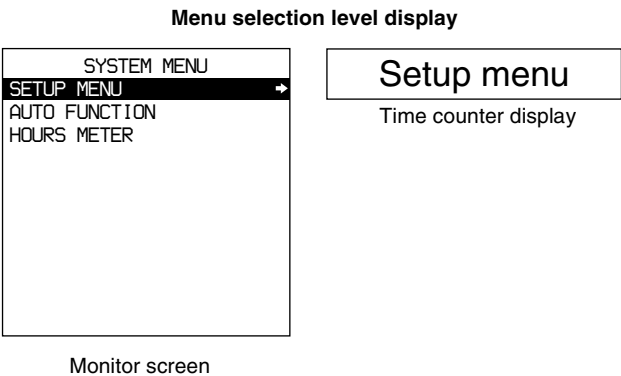 Menu selection level display
SYSTEM MENU
SETUP MENU
AUTO FUNCTION
HOURS METER
Monitor screen
Setup menu
Time counter display